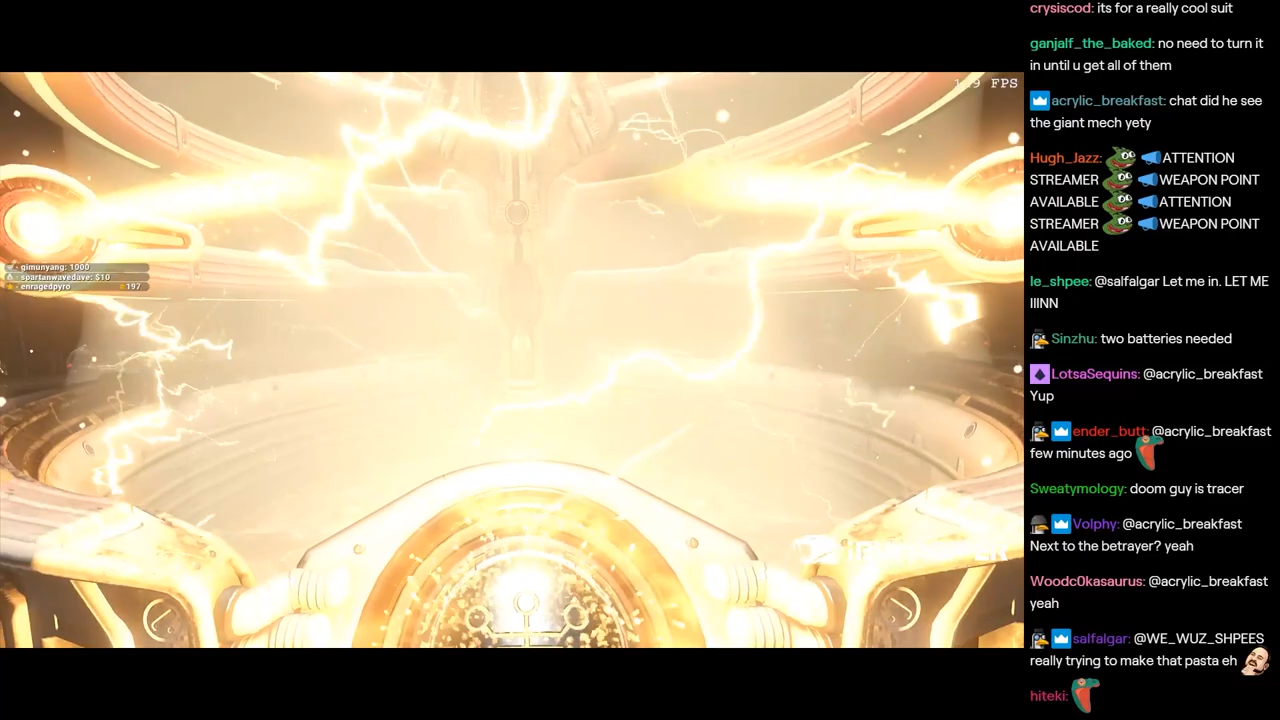 crysiscod: its for a really cool suit
ganjalf_the_baked: no need to turn it
in until u get all of them
acrylic_breakfast: chat did he see
the giant mech yety
Hugh_Jazz: ATTENTION
STREAMER WEAPON POINT
AVAILABLE ATTENTION
STREAMER WEAPON POINT
AVAILABLE
le_shpee: @salfalgar Let me in. LET ME
IIINN
Sinzhu: two batteries needed
LotsaSequins: @acrylic_breakfast
Yup
ender_butt: @acrylic_breakfast
few minutes ago
Sweatymology: doom guy is tracer
Volphy: @acrylic_breakfast
Next to the betrayer? yeah
Woodc0kasaurus: @acrylic_breakfast
yeah
salfalgar: @WE_WUZ_SHPEES
really trying to make that pasta eh
hiteki:
FPS
- gimunyang: 1000
- spartanwavedave: $10
- enragedpyro 197